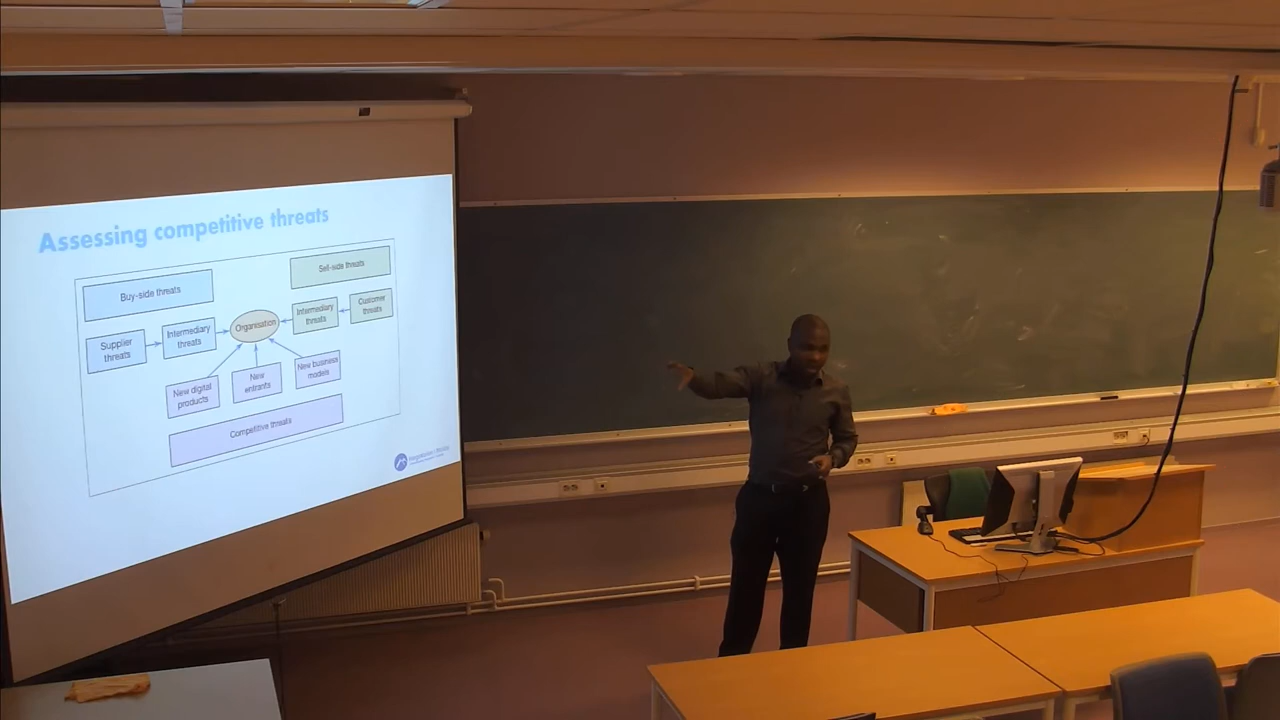 Assessing competitive threats
Buy-side threats
Sell-side threats
Supplier
threats
Intermediary
threats
Organisation
Intermediary
threats
Customer
threats
New digital
products
New
entrants
New business
models
Competitive threats